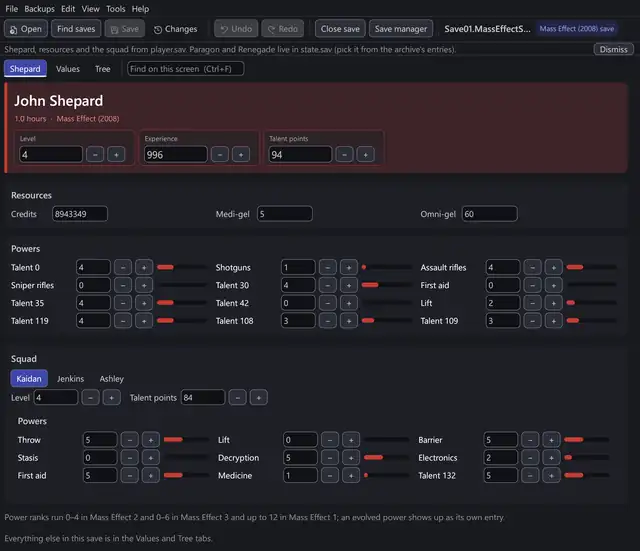 File Backups Edit View Tools Help
Open Find saves Save Changes Undo Redo Close save Save manager Save01.MassEffectS... Mass Effect (2008) save
Shepard, resources and the squad from player.sav. Paragon and Renegade live in state.sav (pick it from the archive's entries). Dismiss
Shepard Values Tree Find on this screen (Ctrl+F)
John Shepard
1.0 hours · Mass Effect (2008)
Level Experience Talent points
4 − + 996 − + 94 − +
Resources
Credits 8943349 Medi-gel 5 Omni-gel 60
Powers
Talent 0 4 − + Shotguns 1 − + Assault rifles 4 − +
Sniper rifles 0 − + Talent 30 4 − + First aid 0 − +
Talent 35 4 − + Talent 42 0 − + Lift 2 − +
Talent 119 4 − + Talent 108 3 − + Talent 109 3 − +
Squad
Kaidan Jenkins Ashley
Level 4 − + Talent points 84 − +
Powers
Throw 5 − + Lift 0 − + Barrier 5 − +
Stasis 0 − + Decryption 5 − + Electronics 2 − +
First aid 5 − + Medicine 1 − + Talent 132 5 − +
Power ranks run 0–4 in Mass Effect 2 and 0–6 in Mass Effect 3 and up to 12 in Mass Effect 1; an evolved power shows up as its own entry.
Everything else in this save is in the Values and Tree tabs.